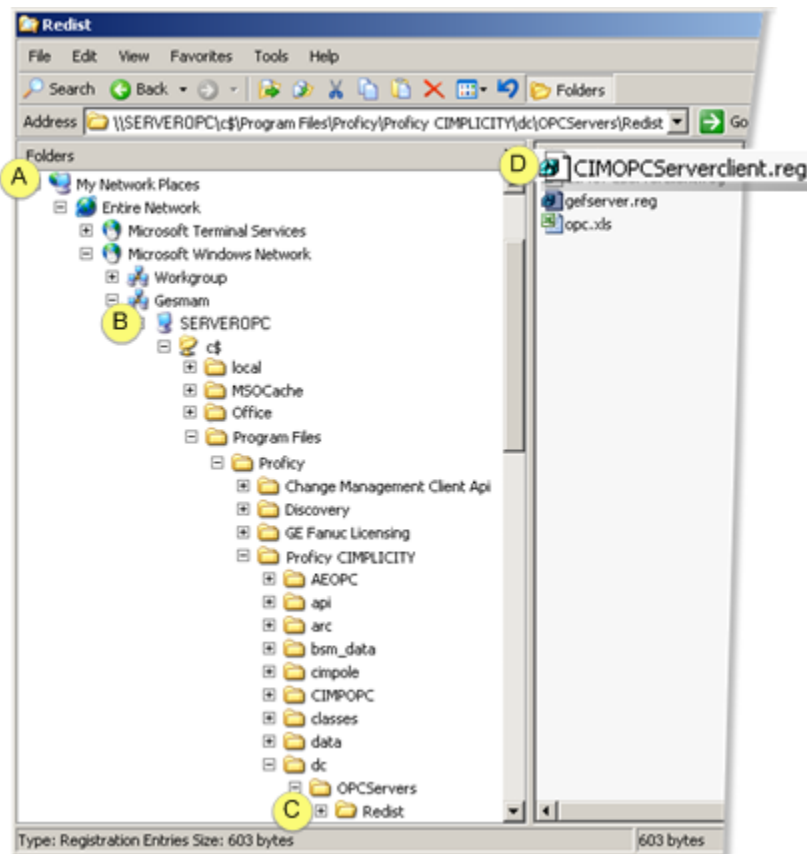 Redist
File Edit View Favorites Tools Help
Search Back Folders
Address \\SERVEROPC\c$\Program Files\Proficy\Proficy CIMPLICITY\dc\OPCServers\Redist Go
Folders
A My Network Places
Entire Network
Microsoft Terminal Services
Microsoft Windows Network
Workgroup
Gesmam
B SERVEROPC
c$
local
MSOCache
Office
Program Files
Proficy
Change Management Client Api
Discovery
GE Fanuc Licensing
Proficy CIMPLICITY
AEOPC
api
arc
bsm_data
cimpole
CIMPOPC
classes
data
dc
OPCServers
C Redist
D CIMOPCServerclient.reg
gefserver.reg
opc.xls
Type: Registration Entries Size: 603 bytes 603 bytes